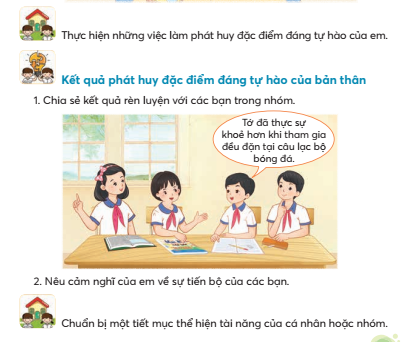 Thực hiện những việc làm phát huy đặc điểm đáng tự hào của em.
Kết quả phát huy đặc điểm đáng tự hào của bản thân
1. Chia sẻ kết quả rèn luyện với các bạn trong nhóm.
Tớ đã thực sự
khoẻ hơn khi tham gia
đều đặn tại câu lạc bộ
bóng đá.
2. Nêu cảm nghĩ của em về sự tiến bộ của các bạn.
Chuẩn bị một tiết mục thể hiện tài năng của cá nhân hoặc nhóm.